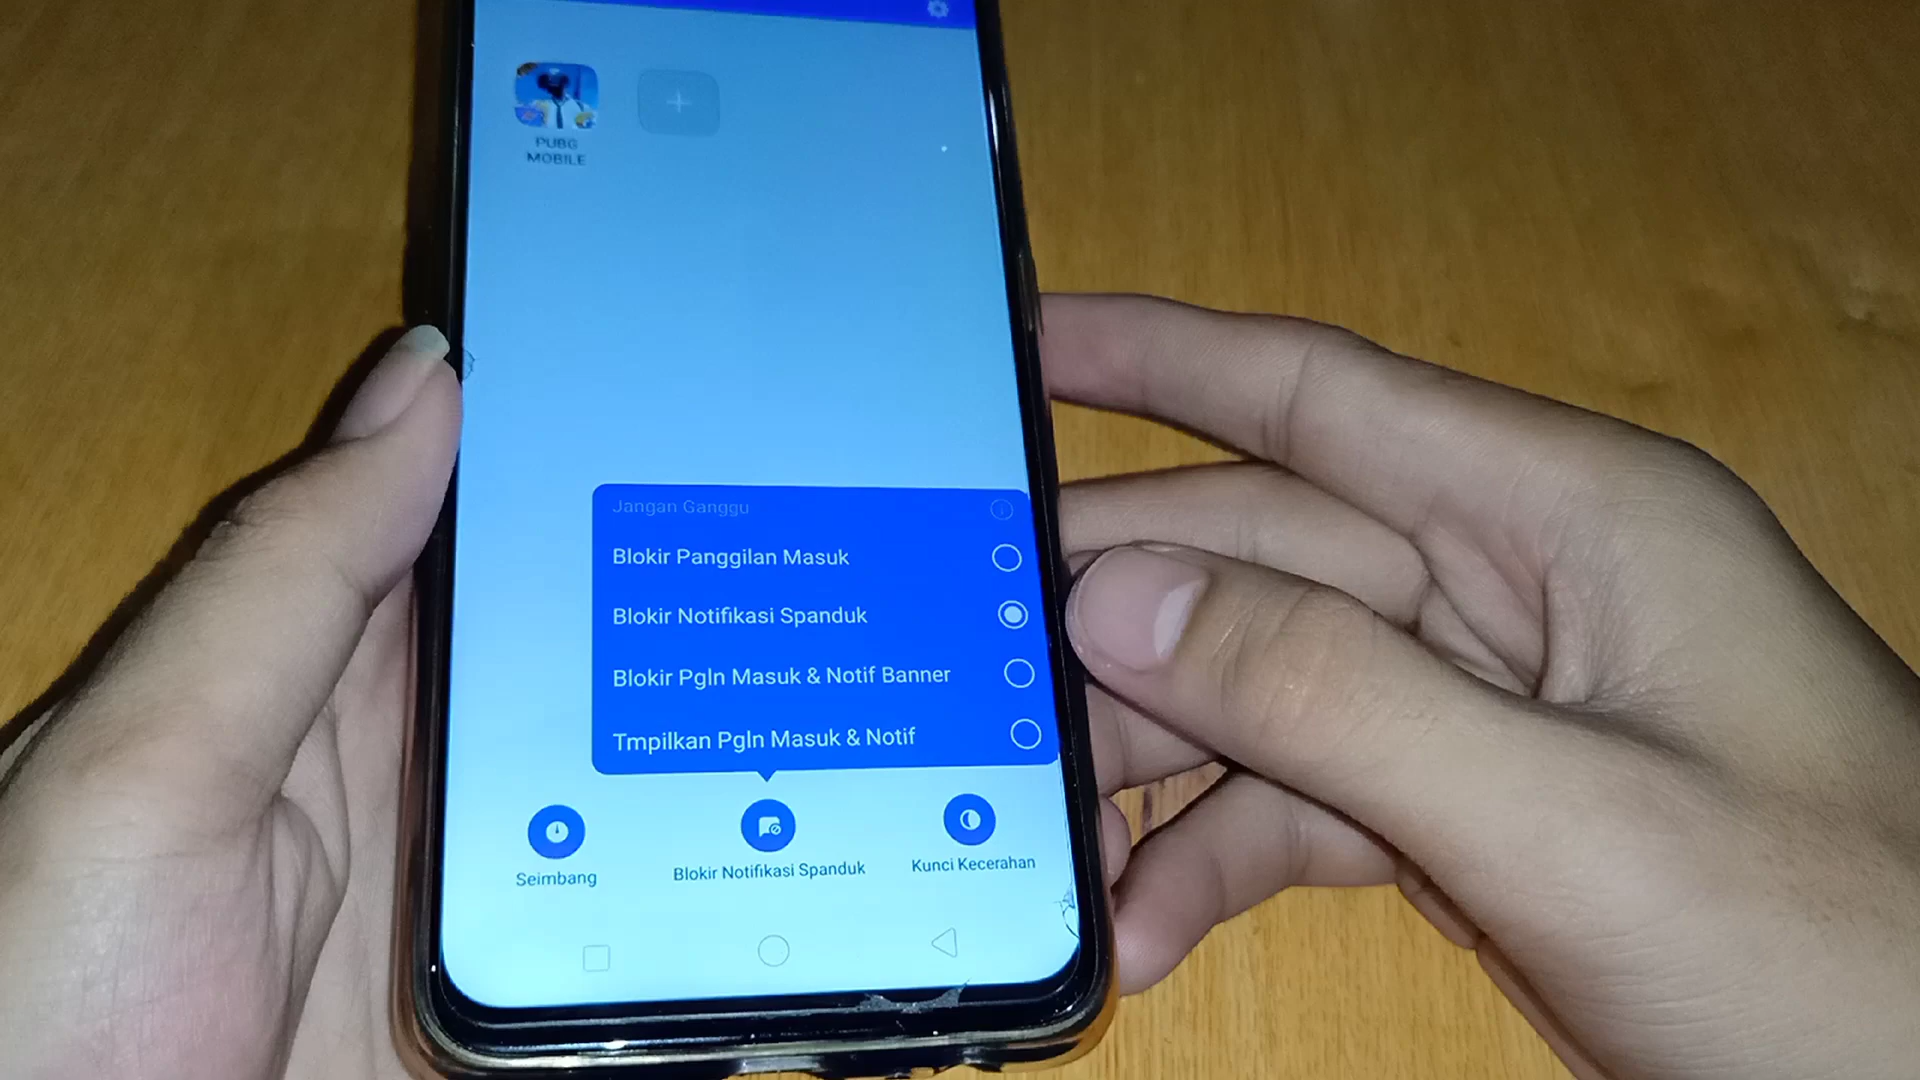 PUBG
MOBILE
Jangan Ganggu
Blokir Panggilan Masuk
Blokir Notifikasi Spanduk
Blokir Pgln Masuk & Notif Banner
Tmpilkan Pgln Masuk & Notif
Seimbang
Blokir Notifikasi Spanduk
Kunci Kecerahan